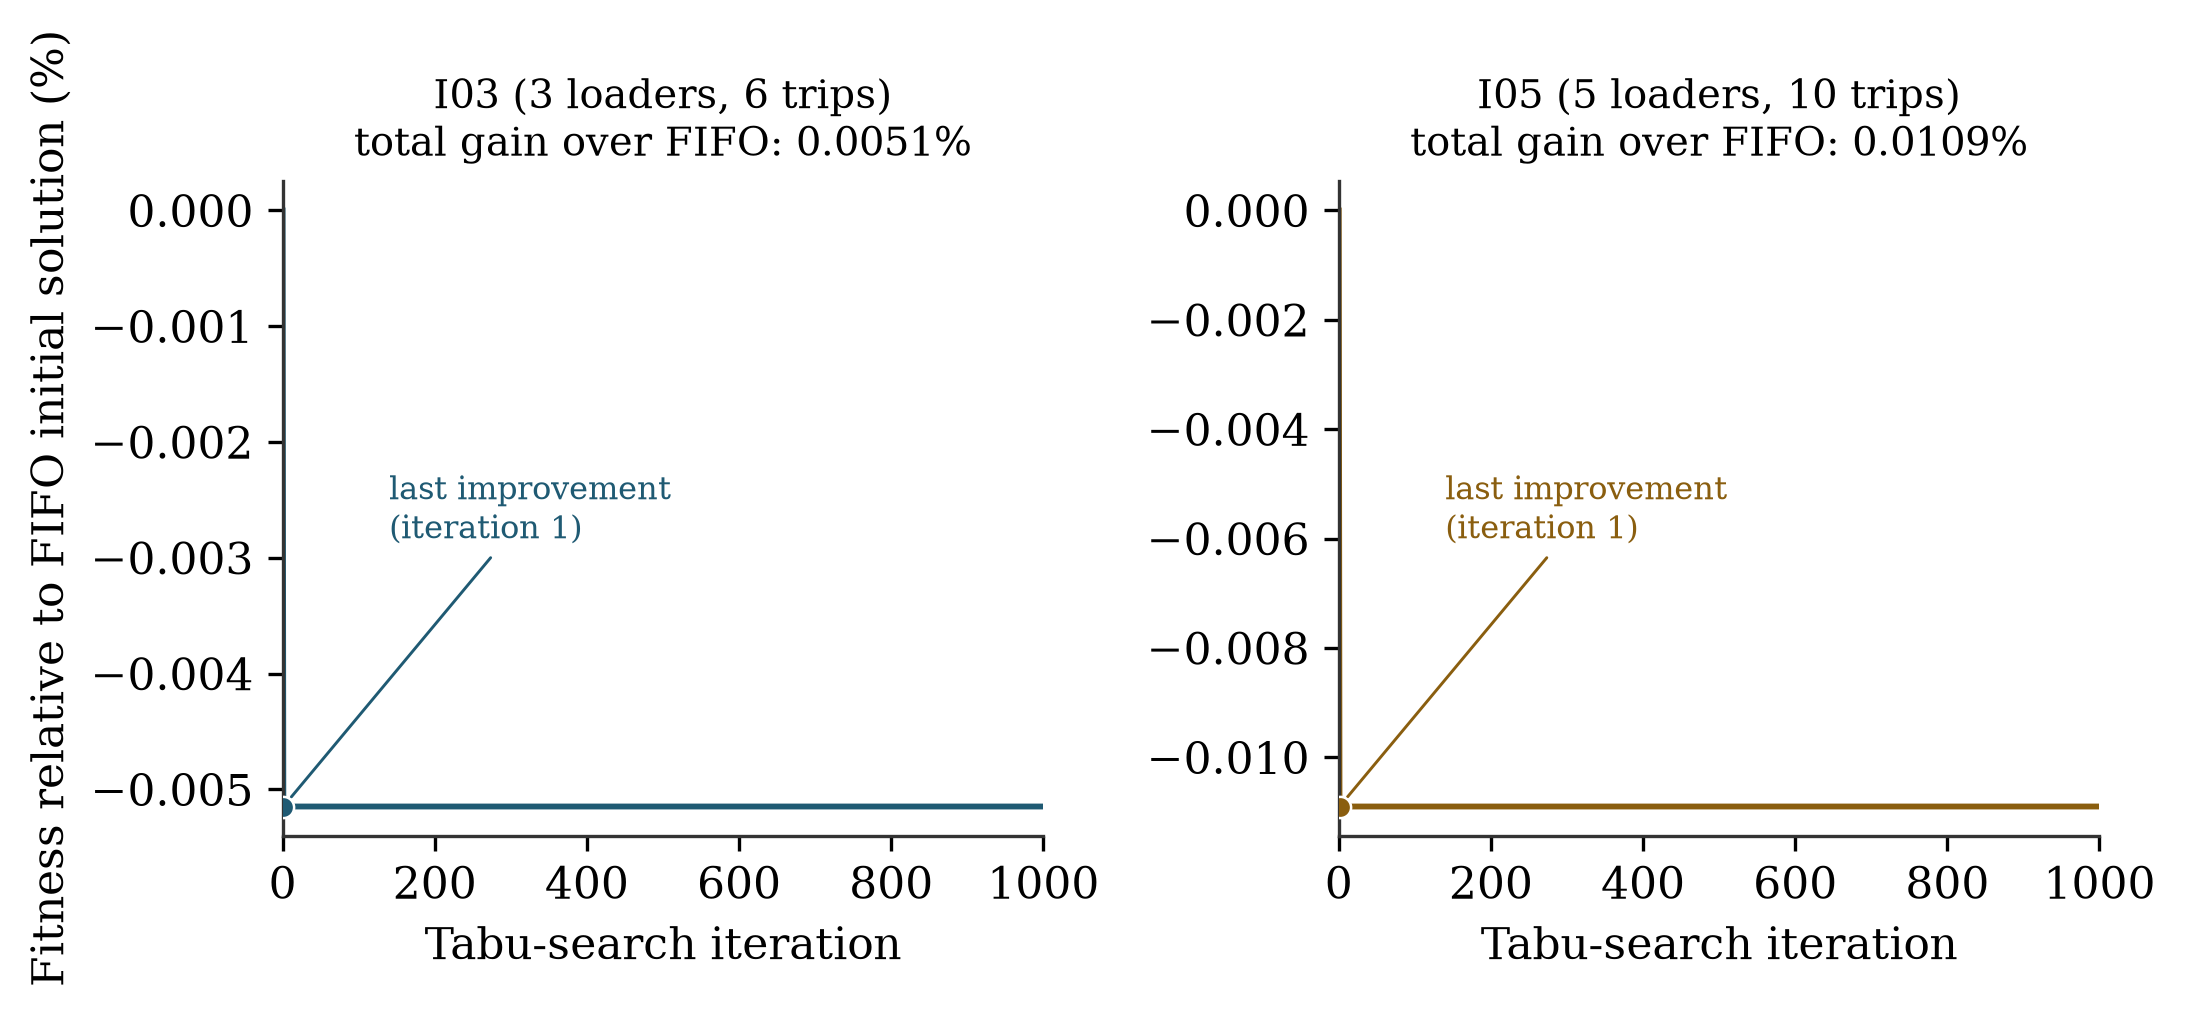 Fitness relative to FIFO initial solution (%)
I03 (3 loaders, 6 trips)
total gain over FIFO: 0.0051%
0.000
−0.001
−0.002
−0.003
−0.004
−0.005
last improvement
(iteration 1)
0 200 400 600 800 1000
Tabu-search iteration
I05 (5 loaders, 10 trips)
total gain over FIFO: 0.0109%
0.000
−0.002
−0.004
−0.006
−0.008
−0.010
last improvement
(iteration 1)
0 200 400 600 800 1000
Tabu-search iteration